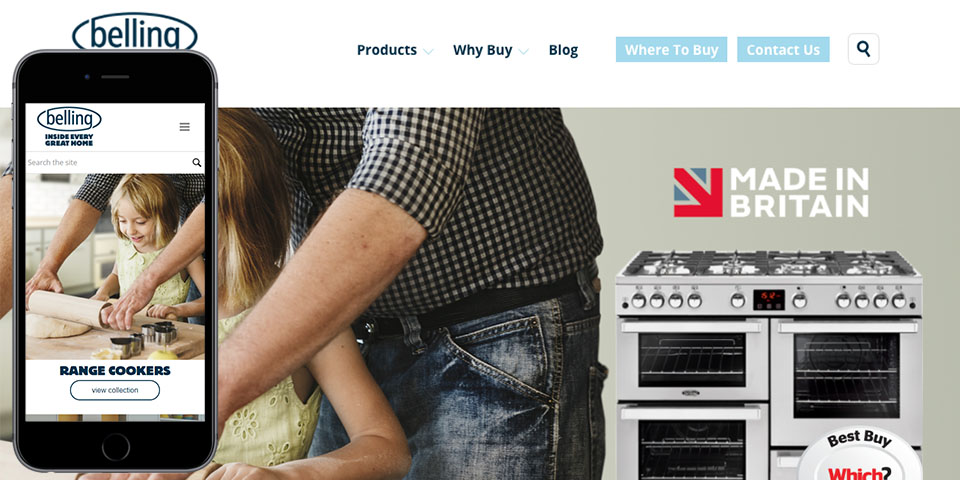 belling
Products Why Buy Blog Where To Buy Contact Us
belling
INSIDE EVERY
GREAT HOME
Search the site
RANGE COOKERS
view collection
MADE IN
BRITAIN
Best Buy
Which?